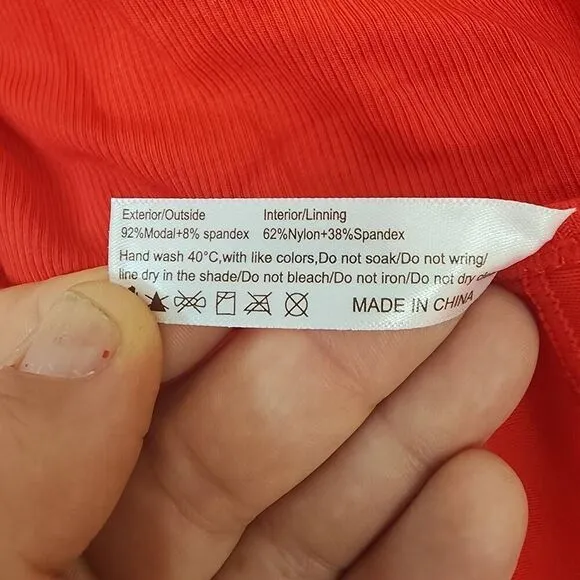 Exterior/Outside Interior/Linning
92%Modal+8% spandex 62%Nylon+38%Spandex
Hand wash 40°C,with like colors,Do not soak/Do not wring/
line dry in the shade/Do not bleach/Do not iron/Do not dry
MADE IN CHINA